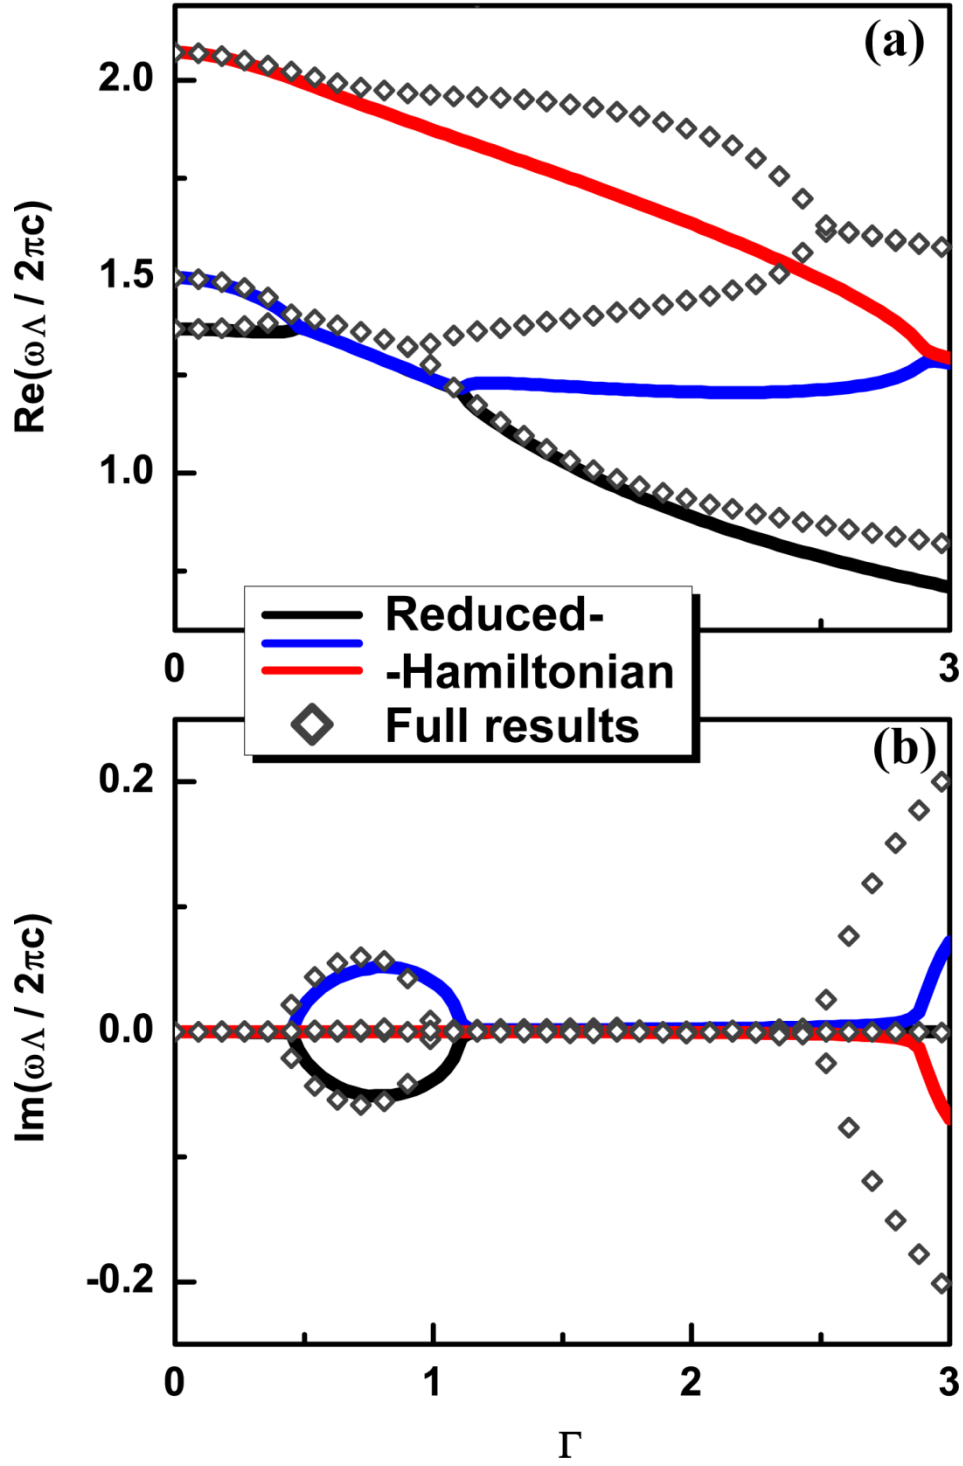 (a)
Re(ωΛ / 2πc)
2.0
1.5
1.0
0
3
Reduced-
-Hamiltonian
Full results
(b)
Im(ωΛ / 2πc)
0.2
0.0
-0.2
0 1 2 3
Γ